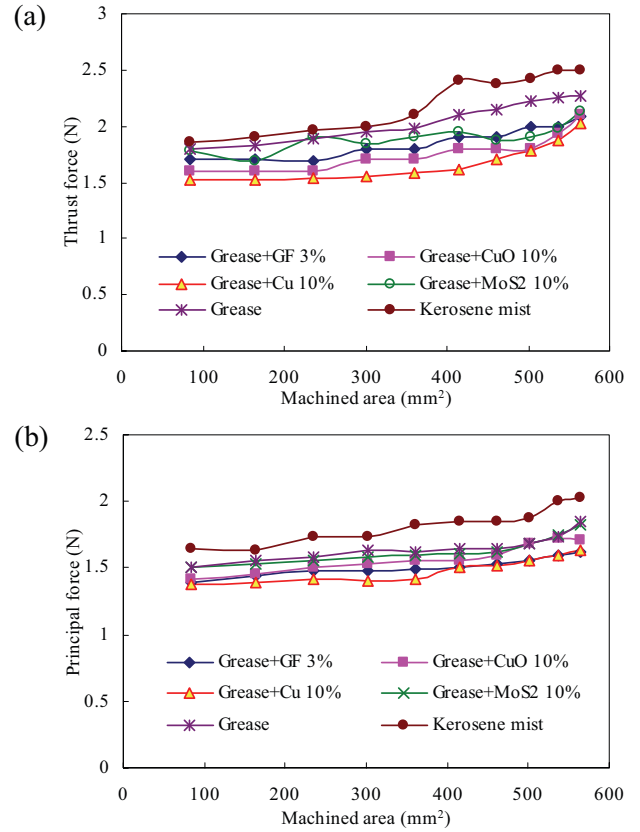 (a)
3
2.5
2
1.5
1
0.5
0
Thrust force (N)
Grease+GF 3%
Grease+CuO 10%
Grease+Cu 10%
Grease+MoS2 10%
Grease
Kerosene mist
0 100 200 300 400 500 600
Machined area (mm²)
(b)
2.5
2
1.5
1
0.5
0
Principal force (N)
Grease+GF 3%
Grease+CuO 10%
Grease+Cu 10%
Grease+MoS2 10%
Grease
Kerosene mist
0 100 200 300 400 500 600
Machined area (mm²)